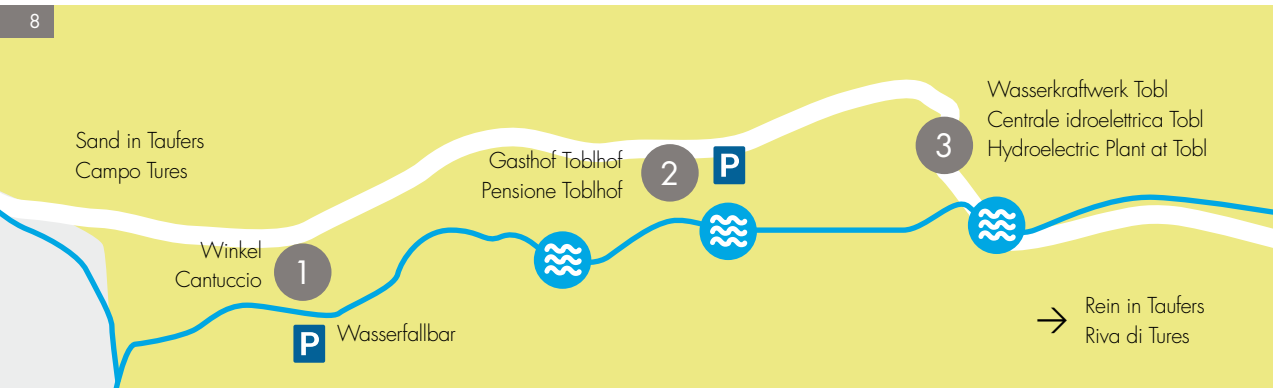 8
Sand in Taufers
Campo Tures
Winkel
Cantuccio
1
P
Wasserfallbar
Gasthof Toblhof
Pensione Toblhof
2
P
3
Wasserkraftwerk Tobl
Centrale idroelettrica Tobl
Hydroelectric Plant at Tobl
→ Rein in Taufers
Riva di Tures